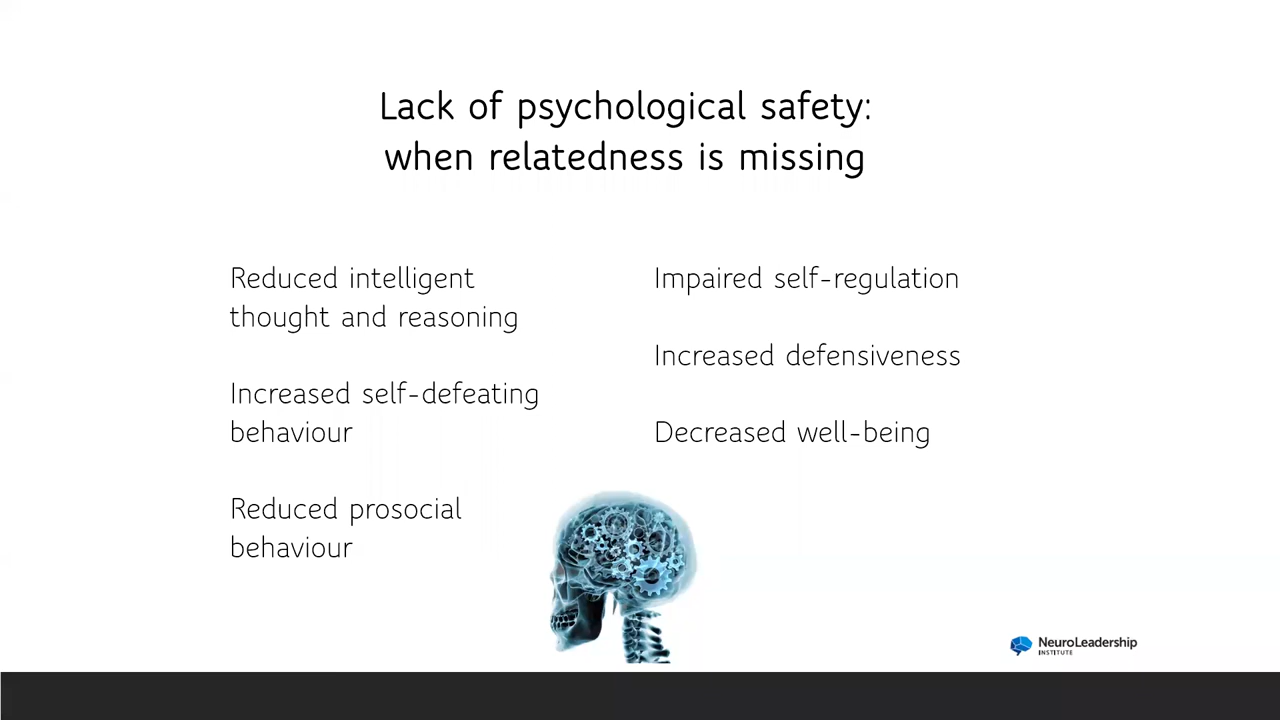 Lack of psychological safety:
when relatedness is missing
Reduced intelligent
thought and reasoning
Increased self-defeating
behaviour
Reduced prosocial
behaviour
Impaired self-regulation
Increased defensiveness
Decreased well-being
NeuroLeadership
INSTITUTE